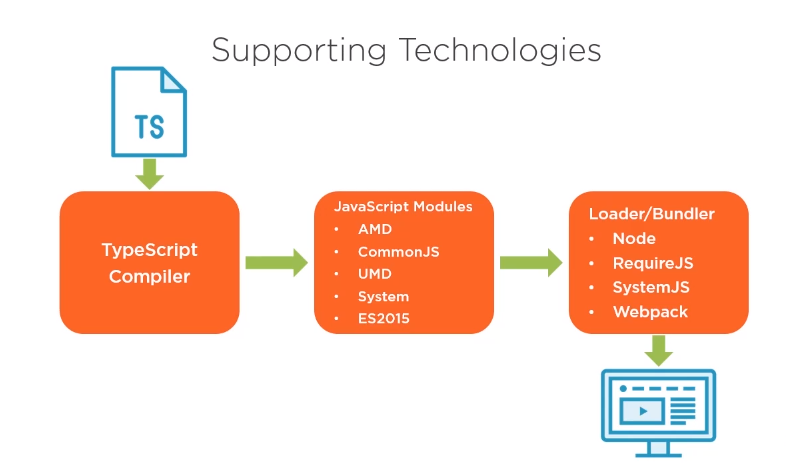 Supporting Technologies
TS
TypeScript
Compiler
JavaScript Modules
• AMD
• CommonJS
• UMD
• System
• ES2015
Loader/Bundler
• Node
• RequireJS
• SystemJS
• Webpack